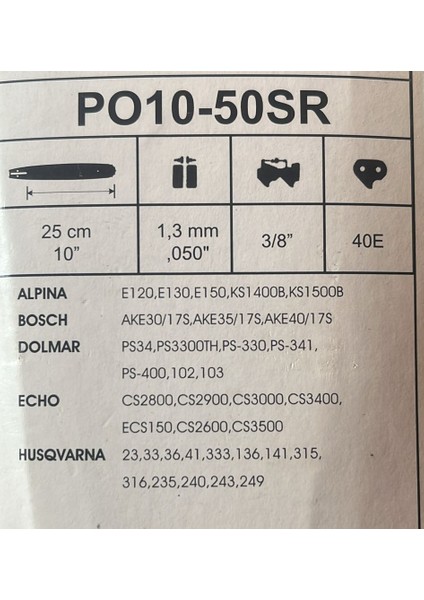 PO10-50SR
25 cm 1,3 mm 3/8” 40E
10” ,050"
ALPINA E120,E130,E150,KS1400B,KS1500B
BOSCH AKE30/17S,AKE35/17S,AKE40/17S
DOLMAR PS34,PS3300TH,PS-330,PS-341,
PS-400,102,103
ECHO CS2800,CS2900,CS3000,CS3400,
ECS150,CS2600,CS3500
HUSQVARNA 23,33,36,41,333,136,141,315,
316,235,240,243,249